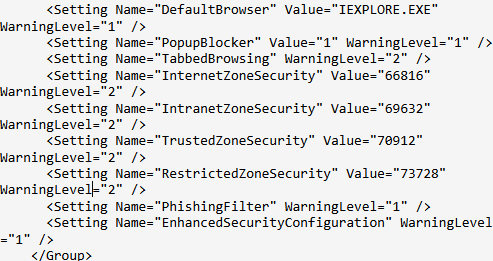 <Setting Name="DefaultBrowser" Value="IEXPLORE.EXE"
WarningLevel="1" />
<Setting Name="PopupBlocker" Value="1" WarningLevel="1" />
<Setting Name="TabbedBrowsing" WarningLevel="2" />
<Setting Name="InternetZoneSecurity" Value="66816"
WarningLevel="2" />
<Setting Name="IntranetZoneSecurity" Value="69632"
WarningLevel="2" />
<Setting Name="TrustedZoneSecurity" Value="70912"
WarningLevel="2" />
<Setting Name="RestrictedZoneSecurity" Value="73728"
WarningLevel="2" />
<Setting Name="PhishingFilter" WarningLevel="1" />
<Setting Name="EnhancedSecurityConfiguration" WarningLevel
="1" />
</Group>